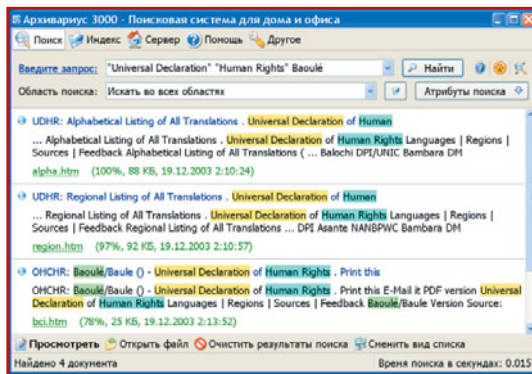 Архивариус 3000 - Поисковая система для дома и офиса
Поиск Индекс Сервер Помощь Другое
Введите запрос: "Universal Declaration" "Human Rights" Baoulé Найти
Область поиска: Искать во всех областях Атрибуты поиска
UDHR: Alphabetical Listing of All Translations . Universal Declaration of Human
... Alphabetical Listing of All Translations . Universal Declaration of Human Rights Languages | Regions |
Sources | Feedback Alphabetical Listing of All Translations ( ... Balochi DPI/UNIC Bambara DM
alpha.htm (100%, 88 КБ, 19.12.2003 2:10:24)
UDHR: Regional Listing of All Translations . Universal Declaration of Human
... Regional Listing of All Translations . Universal Declaration of Human Rights Languages | Regions |
Sources | Feedback Regional Listing of All Translations ... DPI Asante NANBPWC Bambara DM
region.htm (97%, 92 КБ, 19.12.2003 2:10:57)
OHCHR: Baoulé/Baule () - Universal Declaration of Human Rights . Print this
OHCHR: Baoulé/Baule () - Universal Declaration of Human Rights . Print this E-Mail it PDF version Universal
Declaration of Human Rights Languages | Regions | Sources | Feedback Baoulé/Baule Version Source:
bci.htm (78%, 25 КБ, 19.12.2003 2:13:52)
Просмотреть Открыть файл Очистить результаты поиска Сменить вид списка
Найдено 4 документа Время поиска в секундах: 0.015